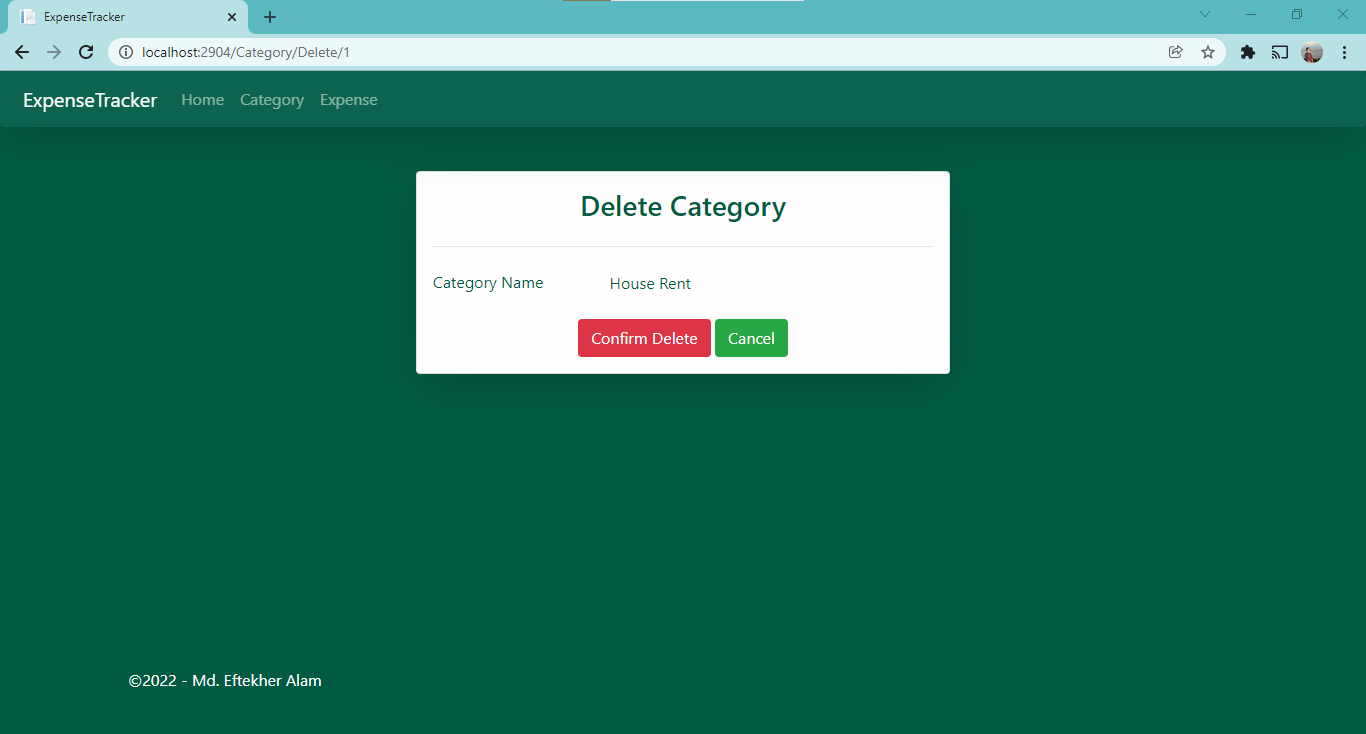 ExpenseTracker
localhost:2904/Category/Delete/1
ExpenseTracker Home Category Expense
Delete Category
Category Name House Rent
Confirm Delete Cancel
©2022 - Md. Eftekher Alam